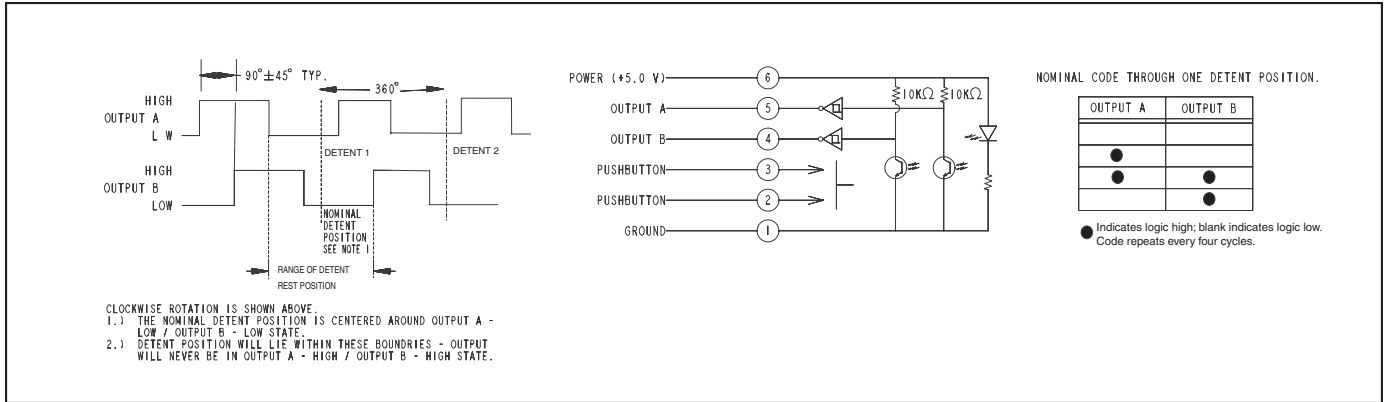 90°±45° TYP.
360°
HIGH
OUTPUT A
L W
DETENT 1
DETENT 2
HIGH
OUTPUT B
LOW
NOMINAL
DETENT
POSITION
SEE NOTE 1
RANGE OF DETENT
REST POSITION
CLOCKWISE ROTATION IS SHOWN ABOVE.
1.) THE NOMINAL DETENT POSITION IS CENTERED AROUND OUTPUT A -
LOW / OUTPUT B - LOW STATE.
2.) DETENT POSITION WILL LIE WITHIN THESE BOUNDRIES - OUTPUT
WILL NEVER BE IN OUTPUT A - HIGH / OUTPUT B - HIGH STATE.
POWER (+5.0 V) 6
OUTPUT A 5
OUTPUT B 4
PUSHBUTTON 3
PUSHBUTTON 2
GROUND 1
10KΩ 10KΩ
NOMINAL CODE THROUGH ONE DETENT POSITION.
OUTPUT A OUTPUT B
Indicates logic high; blank indicates logic low.
Code repeats every four cycles.